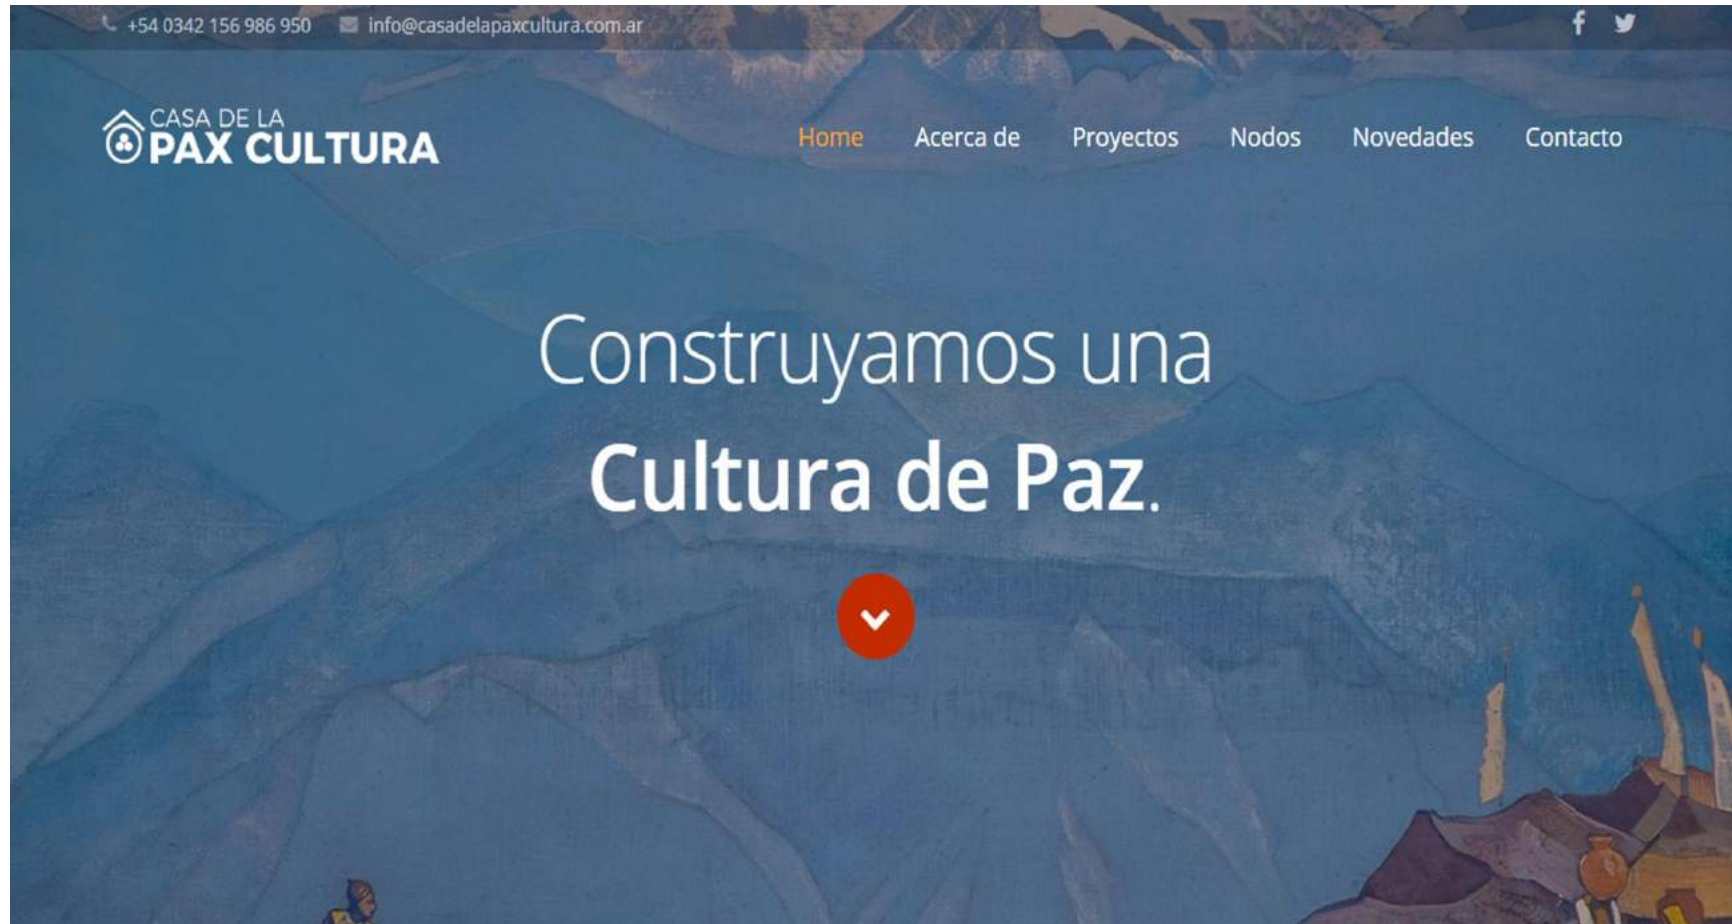 +54 0342 156 986 950 info@casadelapaxcultura.com.ar
CASA DE LA
PAX CULTURA
Home Acerca de Proyectos Nodos Novedades Contacto
Construyamos una
Cultura de Paz.